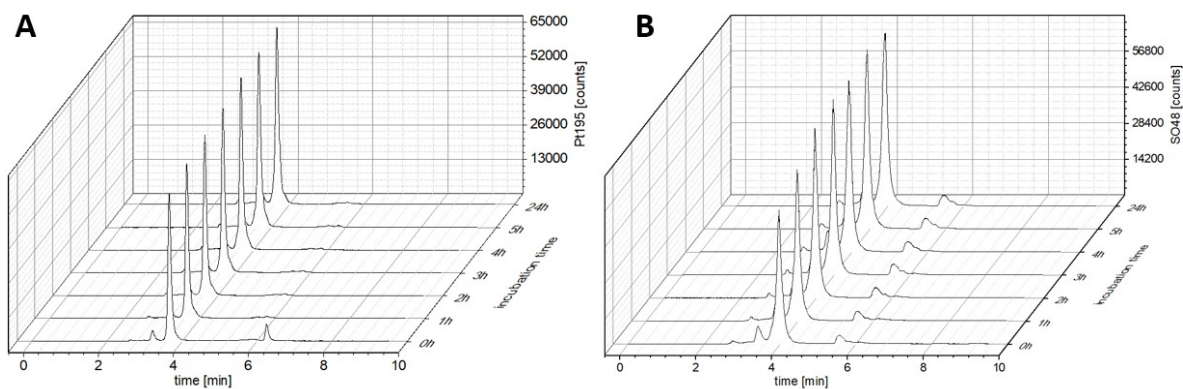 A
65000
52000
39000
26000
13000
Pt195 [counts]
24h
5h
4h
3h
2h
1h
0h
incubation time
0
2
4
6
8
10
time [min]
B
56800
42600
28400
14200
SO48 [counts]
24h
5h
4h
3h
2h
1h
0h
incubation time
0
2
4
6
8
10
time [min]